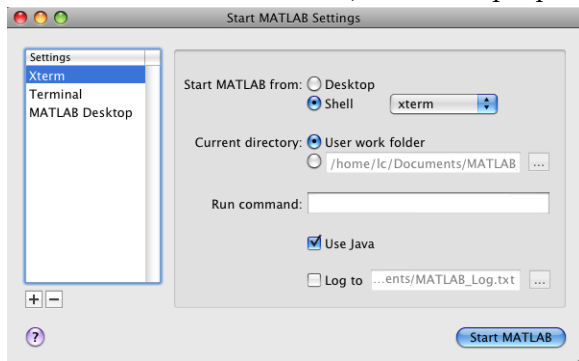 Start MATLAB Settings
Settings
Xterm
Terminal
MATLAB Desktop
Start MATLAB from: Desktop
Shell xterm
Current directory: User work folder
/home/lc/Documents/MATLAB ...
Run command:
Use Java
Log to ...ents/MATLAB_Log.txt ...
+ −
? Start MATLAB